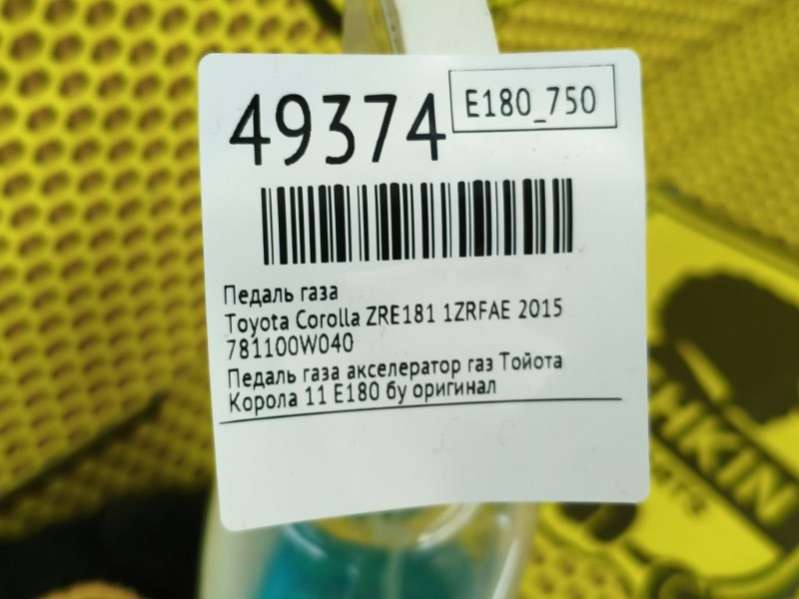 49374
E180_750
Педаль газа
Toyota Corolla ZRE181 1ZRFAE 2015
781100W040
Педаль газа акселератор газ Тойота
Корола 11 E180 бу оригинал